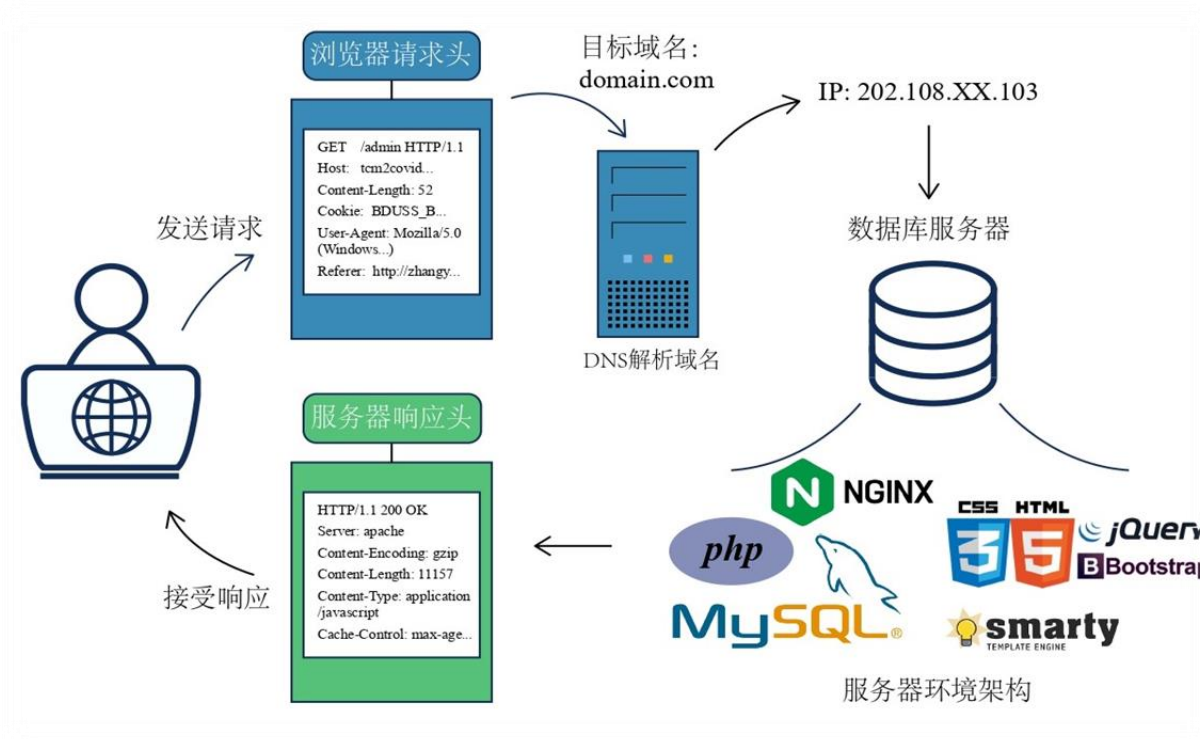 浏览器请求头
GET /admin HTTP/1.1
Host: tcm2covid...
Content-Length: 52
Cookie: BDUSS_B...
User-Agent: Mozilla/5.0
(Windows...)
Referer: http://zhangy...
目标域名:
domain.com
IP: 202.108.XX.103
发送请求
数据库服务器
DNS解析域名
服务器响应头
HTTP/1.1 200 OK
Server: apache
Content-Encoding: gzip
Content-Length: 11157
Content-Type: application
/javascript
Cache-Control: max-age...
接受响应
N NGINX
php
MySQL®
CSS
3
HTML
5
jQuery
B Bootstrap
smarty
TEMPLATE ENGINE
服务器环境架构